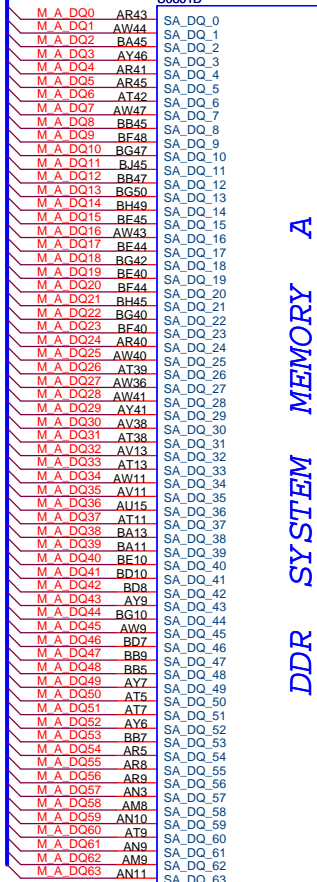 U6001D
M_A_DQ0 AR43 SA_DQ_0
M_A_DQ1 AW44 SA_DQ_1
M_A_DQ2 BA45 SA_DQ_2
M_A_DQ3 AY46 SA_DQ_3
M_A_DQ4 AR41 SA_DQ_4
M_A_DQ5 AR45 SA_DQ_5
M_A_DQ6 AT42 SA_DQ_6
M_A_DQ7 AW47 SA_DQ_7
M_A_DQ8 BB45 SA_DQ_8
M_A_DQ9 BF48 SA_DQ_9
M_A_DQ10 BG47 SA_DQ_10
M_A_DQ11 BJ45 SA_DQ_11
M_A_DQ12 BB47 SA_DQ_12
M_A_DQ13 BG50 SA_DQ_13
M_A_DQ14 BH49 SA_DQ_14
M_A_DQ15 BE45 SA_DQ_15
M_A_DQ16 AW43 SA_DQ_16
M_A_DQ17 BE44 SA_DQ_17
M_A_DQ18 BG42 SA_DQ_18
M_A_DQ19 BE40 SA_DQ_19
M_A_DQ20 BF44 SA_DQ_20
M_A_DQ21 BH45 SA_DQ_21
M_A_DQ22 BG40 SA_DQ_22
M_A_DQ23 BF40 SA_DQ_23
M_A_DQ24 AR40 SA_DQ_24
M_A_DQ25 AW40 SA_DQ_25
M_A_DQ26 AT39 SA_DQ_26
M_A_DQ27 AW36 SA_DQ_27
M_A_DQ28 AW41 SA_DQ_28
M_A_DQ29 AY41 SA_DQ_29
M_A_DQ30 AV38 SA_DQ_30
M_A_DQ31 AT38 SA_DQ_31
M_A_DQ32 AV13 SA_DQ_32
M_A_DQ33 AT13 SA_DQ_33
M_A_DQ34 AW11 SA_DQ_34
M_A_DQ35 AV11 SA_DQ_35
M_A_DQ36 AU15 SA_DQ_36
M_A_DQ37 AT11 SA_DQ_37
M_A_DQ38 BA13 SA_DQ_38
M_A_DQ39 BA11 SA_DQ_39
M_A_DQ40 BE10 SA_DQ_40
M_A_DQ41 BD10 SA_DQ_41
M_A_DQ42 BD8 SA_DQ_42
M_A_DQ43 AY9 SA_DQ_43
M_A_DQ44 BG10 SA_DQ_44
M_A_DQ45 AW9 SA_DQ_45
M_A_DQ46 BD7 SA_DQ_46
M_A_DQ47 BB9 SA_DQ_47
M_A_DQ48 BB5 SA_DQ_48
M_A_DQ49 AY7 SA_DQ_49
M_A_DQ50 AT5 SA_DQ_50
M_A_DQ51 AT7 SA_DQ_51
M_A_DQ52 AY6 SA_DQ_52
M_A_DQ53 BB7 SA_DQ_53
M_A_DQ54 AR5 SA_DQ_54
M_A_DQ55 AR8 SA_DQ_55
M_A_DQ56 AR9 SA_DQ_56
M_A_DQ57 AN3 SA_DQ_57
M_A_DQ58 AM8 SA_DQ_58
M_A_DQ59 AN10 SA_DQ_59
M_A_DQ60 AT9 SA_DQ_60
M_A_DQ61 AN9 SA_DQ_61
M_A_DQ62 AM9 SA_DQ_62
M_A_DQ63 AN11 SA_DQ_63
DDR SYSTEM MEMORY A